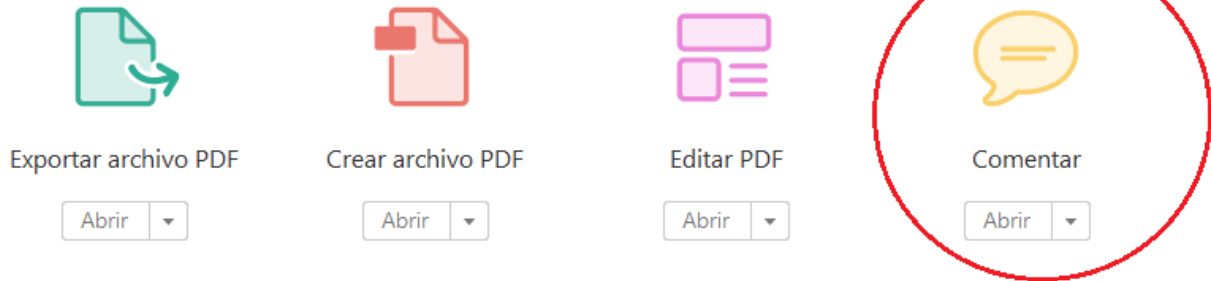 Exportar archivo PDF
Crear archivo PDF
Editar PDF
Comentar
Abrir
Abrir
Abrir
Abrir